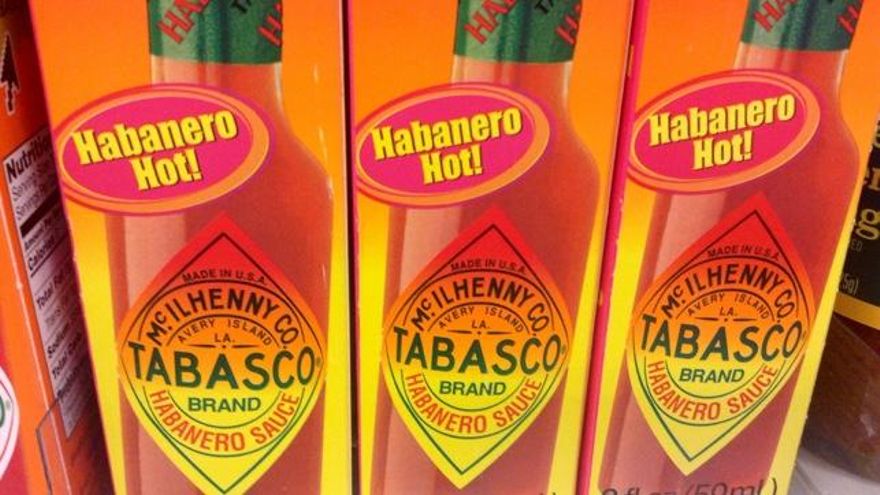 HABANERO
Habanero
Hot!
MADE IN U.S.A.
McILHENNY CO.
AVERY ISLAND
LA.
TABASCO®
BRAND
HABANERO SAUCE
Habanero
Hot!
MADE IN U.S.A.
McILHENNY CO.
AVERY ISLAND
LA.
TABASCO®
BRAND
HABANERO SAUCE
Habanero
Hot!
MADE IN U.S.A.
McILHENNY CO.
AVERY ISLAND
LA.
TABASCO®
BRAND
HABANERO SAUCE
Nutrition